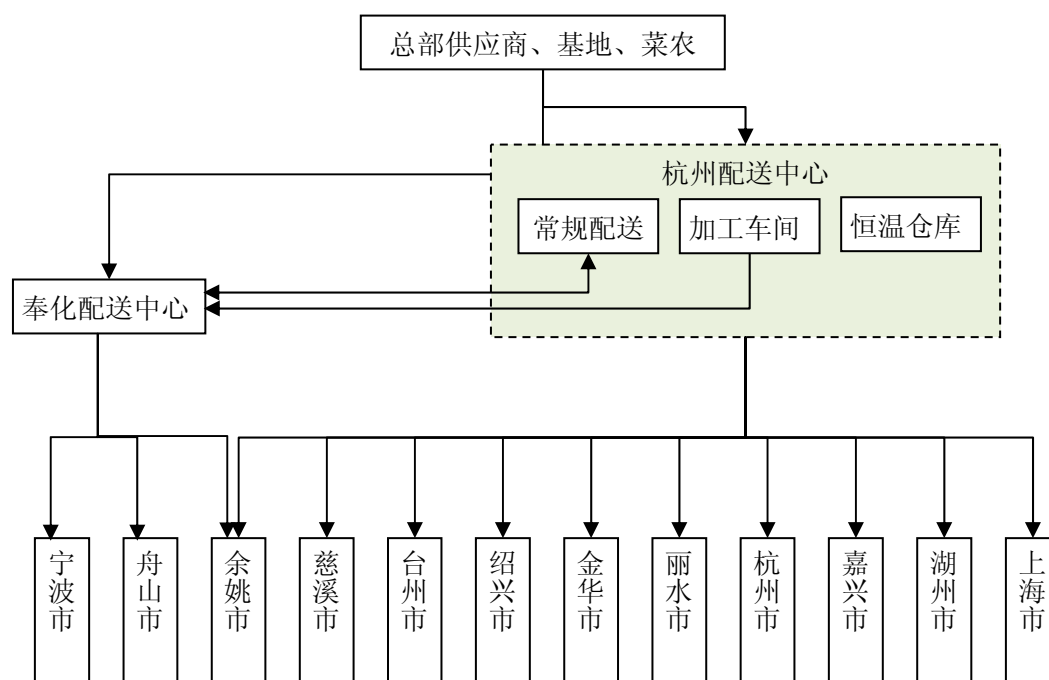 总部供应商、基地、菜农
杭州配送中心
常规配送
加工车间
恒温仓库
奉化配送中心
宁波市
舟山市
余姚市
慈溪市
台州市
绍兴市
金华市
丽水市
杭州市
嘉兴市
湖州市
上海市